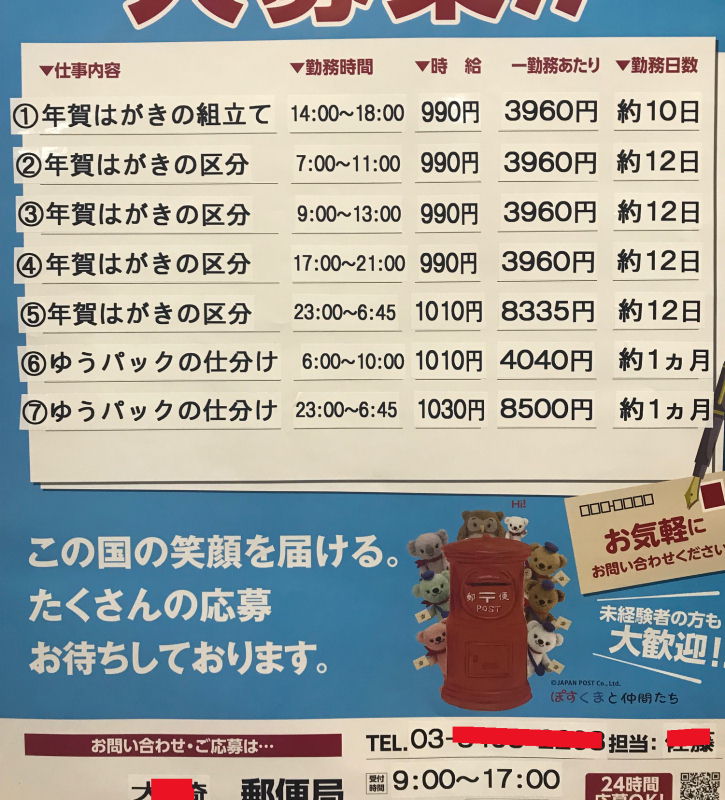 大募集!!
▼仕事内容 ▼勤務時間 ▼時 給 一勤務あたり ▼勤務日数
①年賀はがきの組立て 14:00~18:00 990円 3960円 約10日
②年賀はがきの区分 7:00~11:00 990円 3960円 約12日
③年賀はがきの区分 9:00~13:00 990円 3960円 約12日
④年賀はがきの区分 17:00~21:00 990円 3960円 約12日
⑤年賀はがきの区分 23:00~6:45 1010円 8335円 約12日
⑥ゆうパックの仕分け 6:00~10:00 1010円 4040円 約1ヵ月
⑦ゆうパックの仕分け 23:00~6:45 1030円 8500円 約1ヵ月
この国の笑顔を届ける。
たくさんの応募
お待ちしております。
Hi!
郵〒便
POST
©JAPAN POST Co., Ltd.
ぽすくまと仲間たち
お気軽に
お問い合わせください
未経験者の方も
大歓迎!!
お問い合わせ・ご応募は…
TEL.03- 担当:
郵便局
受付時間 9:00~17:00
24時間
応募OK!